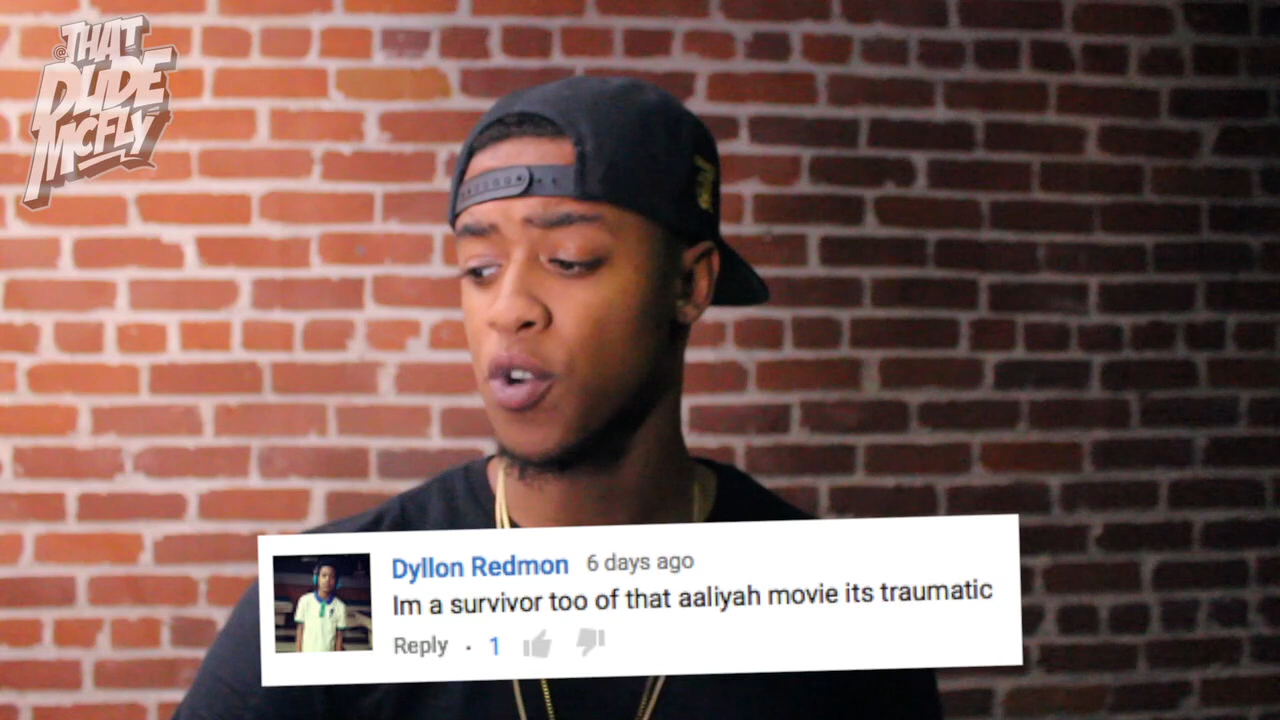 @THAT
DUDE
MCFLY
Dyllon Redmon 6 days ago
Im a survivor too of that aaliyah movie its traumatic
Reply · 1